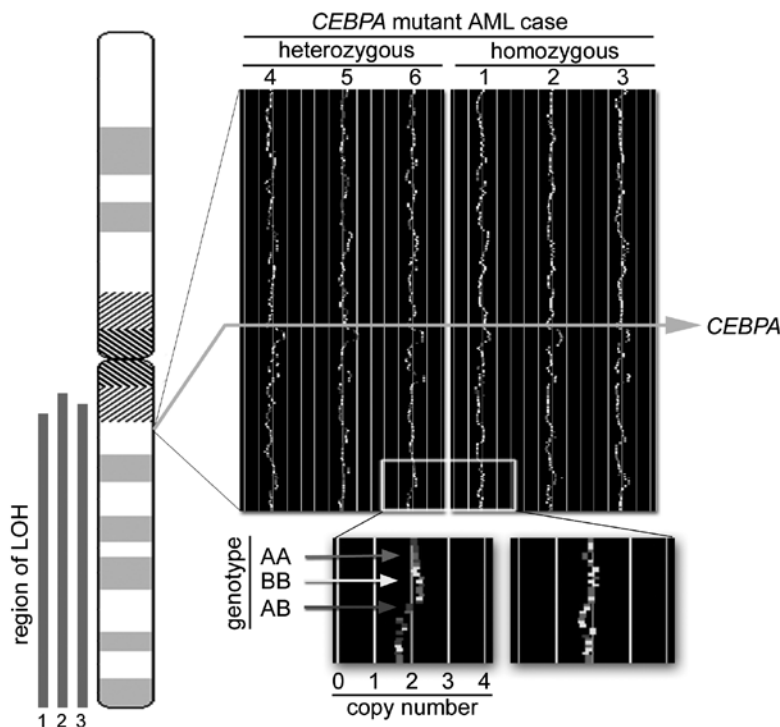 CEBPA mutant AML case
heterozygous homozygous
4 5 6 1 2 3
CEBPA
region of LOH
1 2 3
genotype
AA
BB
AB
0 1 2 3 4
copy number